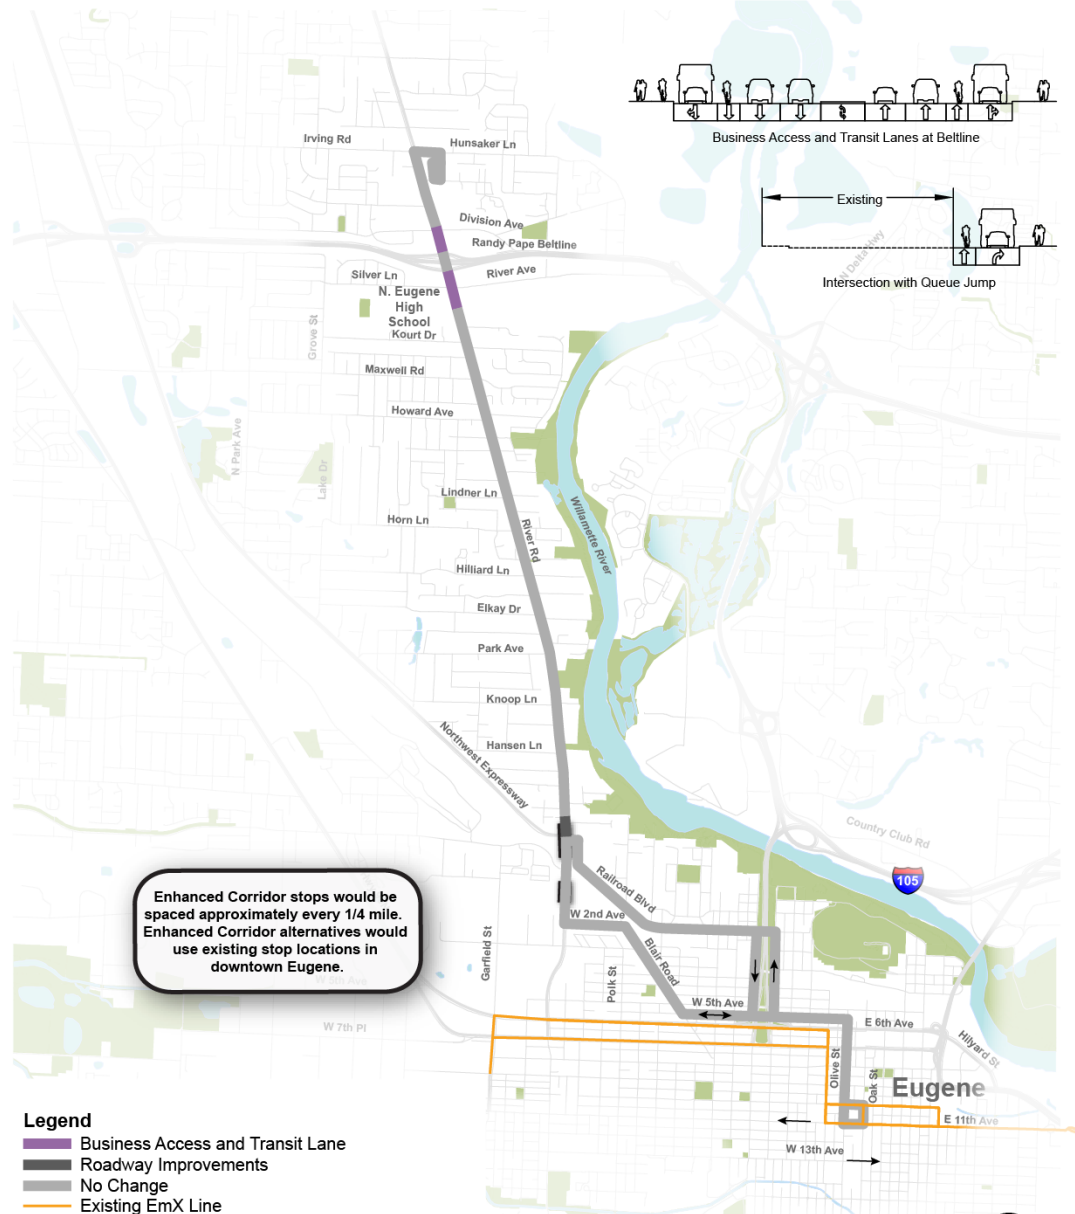 Business Access and Transit Lanes at Beltline
Existing
Intersection with Queue Jump
N Delta Hwy
Irving Rd
Hunsaker Ln
Division Ave
Randy Pape Beltline
River Ave
Silver Ln
N. Eugene
High
School
Kourt Dr
Grove St
Maxwell Rd
Howard Ave
N Park Ave
Lake Dr
Lindner Ln
Horn Ln
River Rd
Willamette River
Hilliard Ln
Elkay Dr
Park Ave
Knoop Ln
Hansen Ln
Northwest Expressway
Country Club Rd
105
Railroad Blvd
Enhanced Corridor stops would be
spaced approximately every 1/4 mile.
Enhanced Corridor alternatives would
use existing stop locations in
downtown Eugene.
W 2nd Ave
Garfield St
Blair Road
Polk St
W 5th Ave
W 5th Ave
W 7th Pl
E 6th Ave
Hilyard St
Olive St
Oak St
Eugene
E 11th Ave
W 13th Ave
Legend
Business Access and Transit Lane
Roadway Improvements
No Change
Existing EmX Line